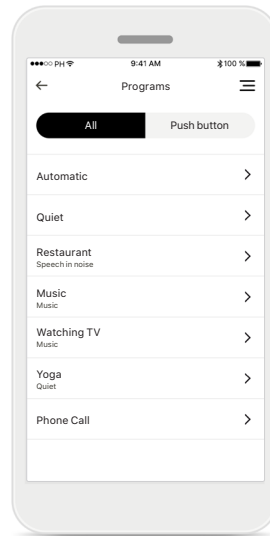 PH 9:41 AM 100 %
Programs
All Push button
Automatic
Quiet
Restaurant
Speech in noise
Music
Music
Watching TV
Music
Yoga
Quiet
Phone Call